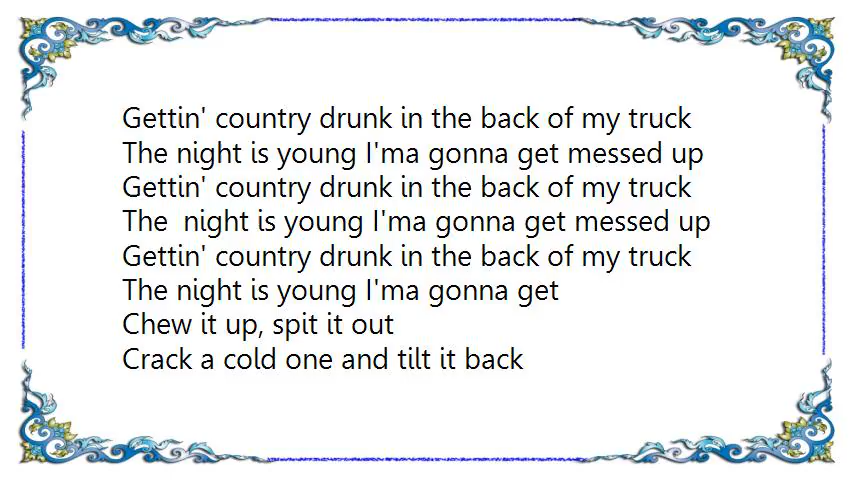 Gettin' country drunk in the back of my truck
The night is young I'ma gonna get messed up
Gettin' country drunk in the back of my truck
The  night is young I'ma gonna get messed up
Gettin' country drunk in the back of my truck
The night is young I'ma gonna get
Chew it up, spit it out
Crack a cold one and tilt it back